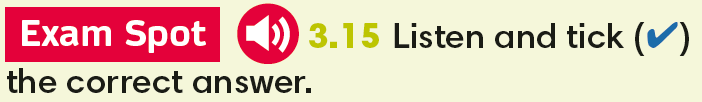 Exam Spot 3.15 Listen and tick (✔)
the correct answer.